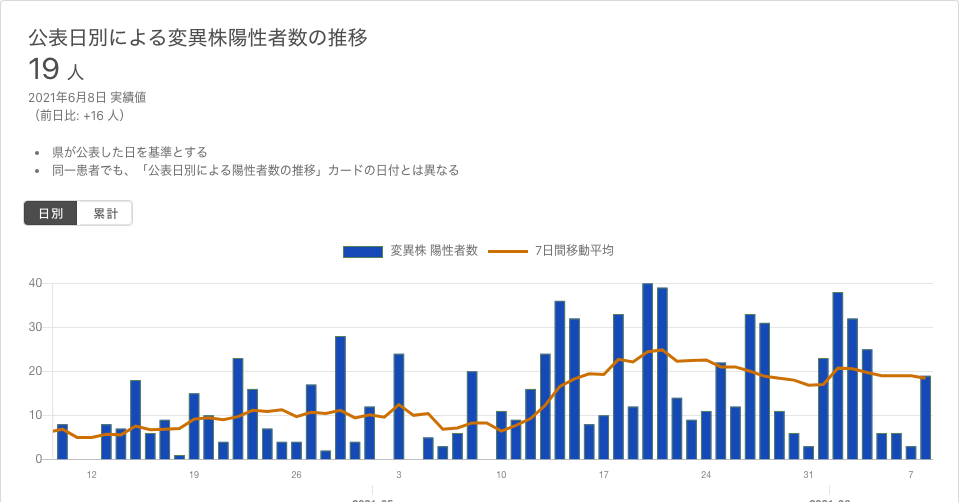 公表日別による変異株陽性者数の推移
19 人
2021年6月8日 実績値
（前日比: +16 人）
• 県が公表した日を基準とする
• 同一患者でも、「公表日別による陽性者数の推移」カードの日付とは異なる
日別 累計
変異株 陽性者数 7日間移動平均
40
30
20
10
0
12 19 26 3 10 17 24 31 7